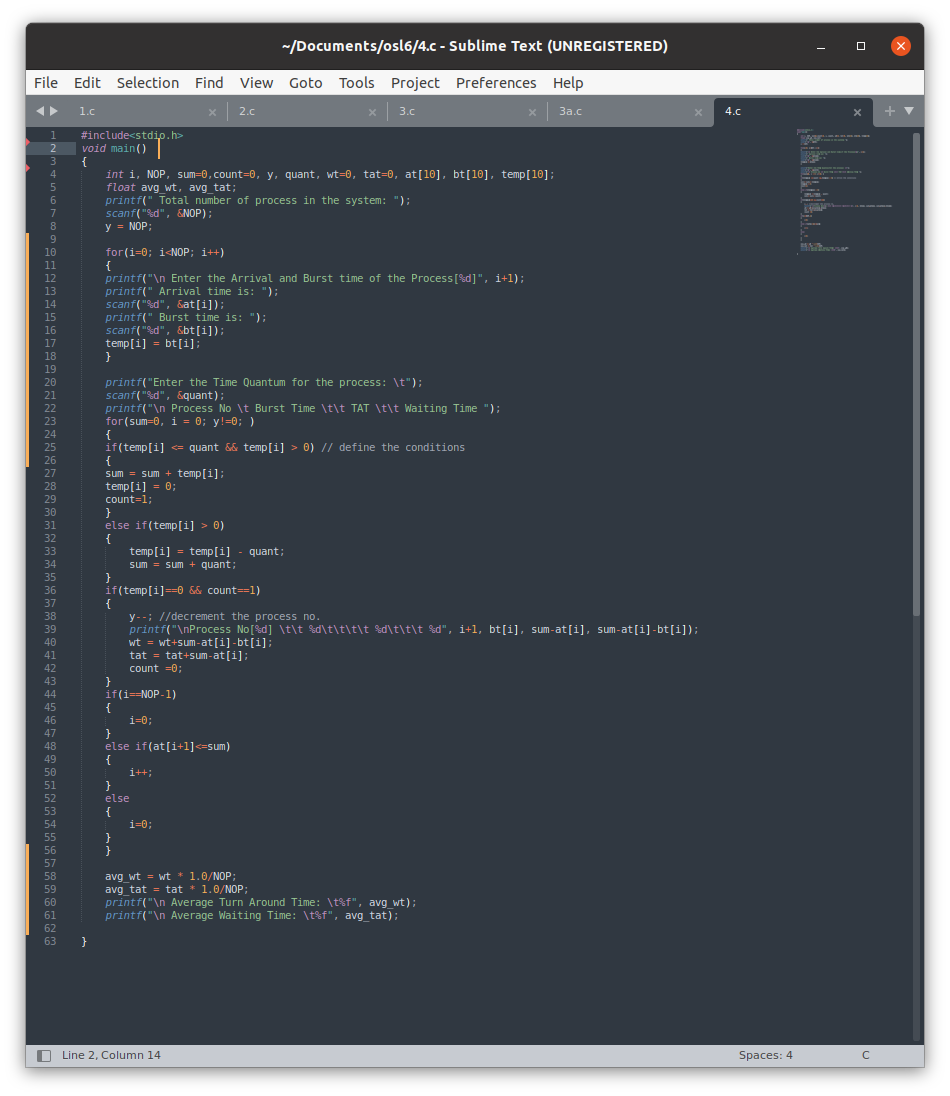 ~/Documents/osl6/4.c - Sublime Text (UNREGISTERED)
File Edit Selection Find View Goto Tools Project Preferences Help
1.c 2.c 3.c 3a.c 4.c
1 #include<stdio.h>
2 void main()
3 {
4 int i, NOP, sum=0,count=0, y, quant, wt=0, tat=0, at[10], bt[10], temp[10];
5 float avg_wt, avg_tat;
6 printf(" Total number of process in the system: ");
7 scanf("%d", &NOP);
8 y = NOP;
9
10 for(i=0; i<NOP; i++)
11 {
12 printf("\n Enter the Arrival and Burst time of the Process[%d]", i+1);
13 printf(" Arrival time is: ");
14 scanf("%d", &at[i]);
15 printf(" Burst time is: ");
16 scanf("%d", &bt[i]);
17 temp[i] = bt[i];
18 }
19
20 printf("Enter the Time Quantum for the process: \t");
21 scanf("%d", &quant);
22 printf("\n Process No \t Burst Time \t\t TAT \t\t Waiting Time ");
23 for(sum=0, i = 0; y!=0; )
24 {
25 if(temp[i] <= quant && temp[i] > 0) // define the conditions
26 {
27 sum = sum + temp[i];
28 temp[i] = 0;
29 count=1;
30 }
31 else if(temp[i] > 0)
32 {
33 temp[i] = temp[i] - quant;
34 sum = sum + quant;
35 }
36 if(temp[i]==0 && count==1)
37 {
38 y--; //decrement the process no.
39 printf("\nProcess No[%d] \t\t %d\t\t\t\t %d\t\t\t %d", i+1, bt[i], sum-at[i], sum-at[i]-bt[i]);
40 wt = wt+sum-at[i]-bt[i];
41 tat = tat+sum-at[i];
42 count =0;
43 }
44 if(i==NOP-1)
45 {
46 i=0;
47 }
48 else if(at[i+1]<=sum)
49 {
50 i++;
51 }
52 else
53 {
54 i=0;
55 }
56 }
57
58 avg_wt = wt * 1.0/NOP;
59 avg_tat = tat * 1.0/NOP;
60 printf("\n Average Turn Around Time: \t%f", avg_wt);
61 printf("\n Average Waiting Time: \t%f", avg_tat);
62
63 }
Line 2, Column 14 Spaces: 4 C